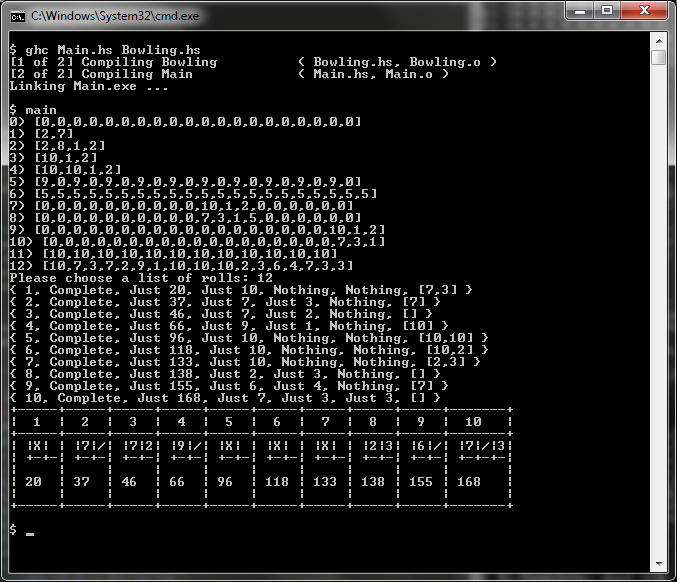 C:\Windows\System32\cmd.exe
$ ghc Main.hs Bowling.hs
[1 of 2] Compiling Bowling          ( Bowling.hs, Bowling.o )
[2 of 2] Compiling Main             ( Main.hs, Main.o )
Linking Main.exe ...
$ main
0) [0,0,0,0,0,0,0,0,0,0,0,0,0,0,0,0,0,0,0,0]
1) [2,7]
2) [2,8,1,2]
3) [10,1,2]
4) [10,10,1,2]
5) [9,0,9,0,9,0,9,0,9,0,9,0,9,0,9,0,9,0,9,0]
6) [5,5,5,5,5,5,5,5,5,5,5,5,5,5,5,5,5,5,5,5,5]
7) [0,0,0,0,0,0,0,0,0,0,10,1,2,0,0,0,0,0,0]
8) [0,0,0,0,0,0,0,0,0,0,7,3,1,5,0,0,0,0,0,0]
9) [0,0,0,0,0,0,0,0,0,0,0,0,0,0,0,0,0,0,10,1,2]
10) [0,0,0,0,0,0,0,0,0,0,0,0,0,0,0,0,0,0,7,3,1]
11) [10,10,10,10,10,10,10,10,10,10,10,10]
12) [10,7,3,7,2,9,1,10,10,10,2,3,6,4,7,3,3]
Please choose a list of rolls: 12
{ 1, Complete, Just 20, Just 10, Nothing, Nothing, [7,3] }
{ 2, Complete, Just 37, Just 7, Just 3, Nothing, [7] }
{ 3, Complete, Just 46, Just 7, Just 2, Nothing, [] }
{ 4, Complete, Just 66, Just 9, Just 1, Nothing, [10] }
{ 5, Complete, Just 96, Just 10, Nothing, Nothing, [10,10] }
{ 6, Complete, Just 118, Just 10, Nothing, Nothing, [10,2] }
{ 7, Complete, Just 133, Just 10, Nothing, Nothing, [2,3] }
{ 8, Complete, Just 138, Just 2, Just 3, Nothing, [] }
{ 9, Complete, Just 155, Just 6, Just 4, Nothing, [7] }
{ 10, Complete, Just 168, Just 7, Just 3, Just 3, [] }
+-----+-----+-----+-----+-----+-----+-----+-----+-----+-------+
¦  1  ¦  2  ¦  3  ¦  4  ¦  5  ¦  6  ¦  7  ¦  8  ¦  9  ¦  10   ¦
+-----+-----+-----+-----+-----+-----+-----+-----+-----+-------+
¦ ¦X¦ ¦ ¦7¦/¦ ¦7¦2¦ ¦9¦/¦ ¦X¦ ¦ ¦X¦ ¦ ¦X¦ ¦ ¦2¦3¦ ¦6¦/¦ ¦7¦/¦3¦
¦ +-+-¦ +-+-¦ +-+-¦ +-+-¦ +-+-¦ +-+-¦ +-+-¦ +-+-¦ +-+-¦ +-+-+-¦
¦     ¦     ¦     ¦     ¦     ¦     ¦     ¦     ¦     ¦       ¦
¦ 20  ¦ 37  ¦ 46  ¦ 66  ¦ 96  ¦ 118 ¦ 133 ¦ 138 ¦ 155 ¦ 168   ¦
¦     ¦     ¦     ¦     ¦     ¦     ¦     ¦     ¦     ¦       ¦
+-----+-----+-----+-----+-----+-----+-----+-----+-----+-------+
$ _